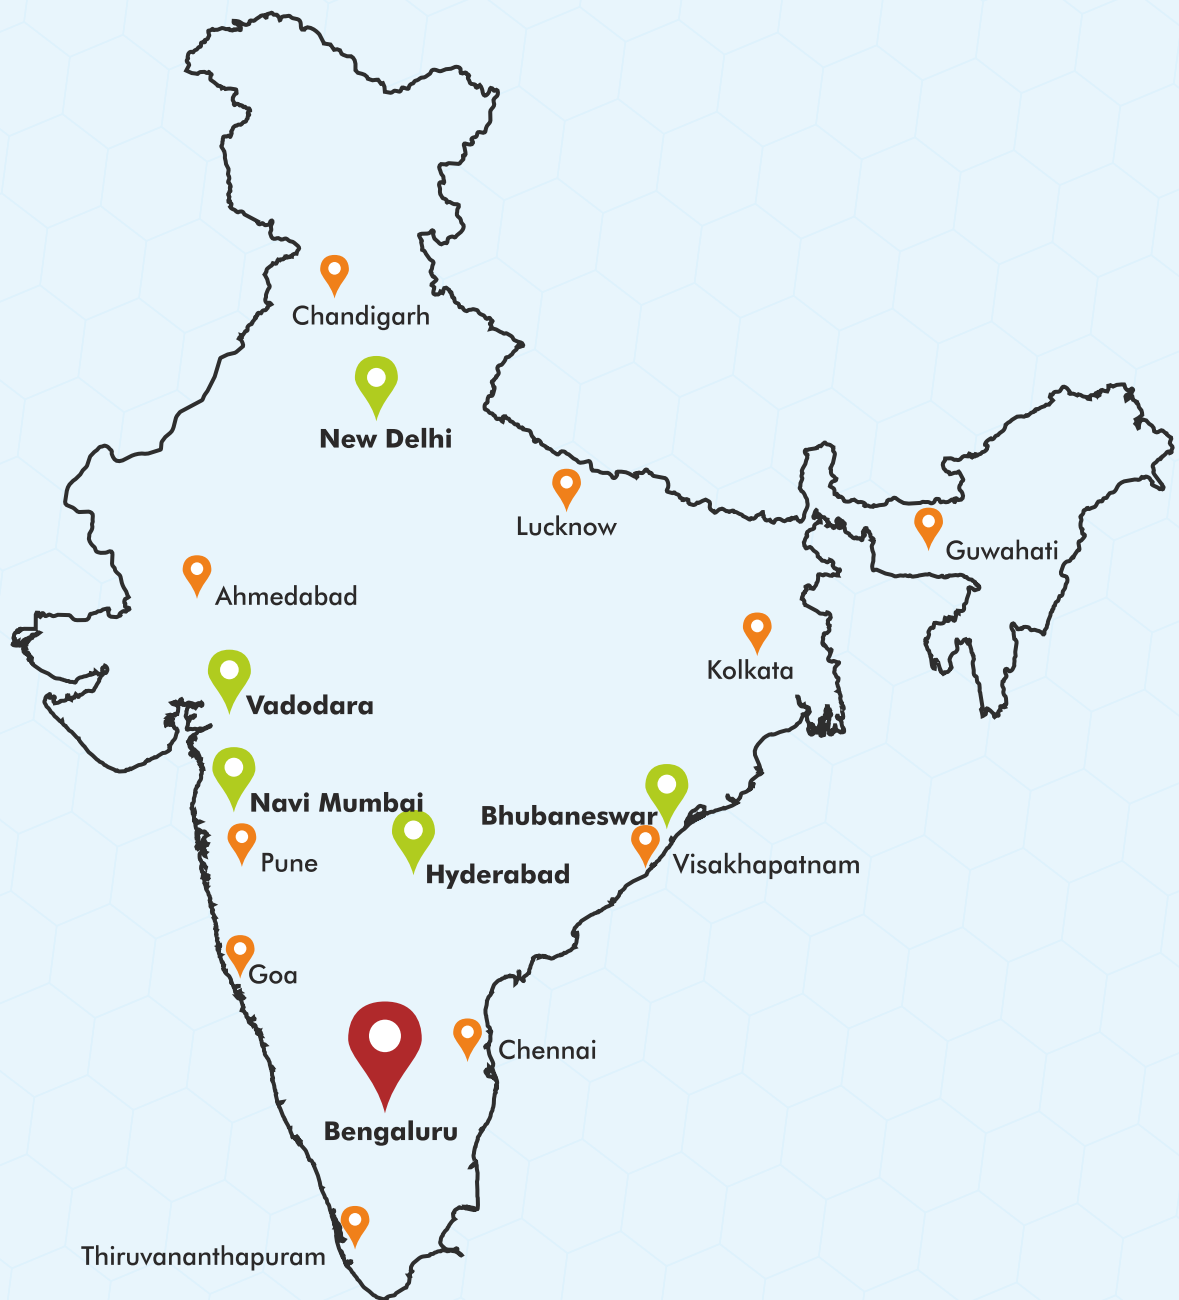 Chandigarh
New Delhi
Lucknow
Guwahati
Ahmedabad
Kolkata
Vadodara
Navi Mumbai
Bhubaneswar
Pune
Hyderabad
Visakhapatnam
Goa
Chennai
Bengaluru
Thiruvananthapuram